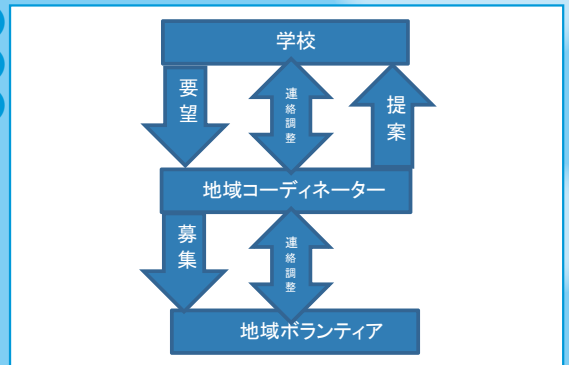 学校
要望
連絡調整
提案
地域コーディネーター
募集
連絡調整
地域ボランティア